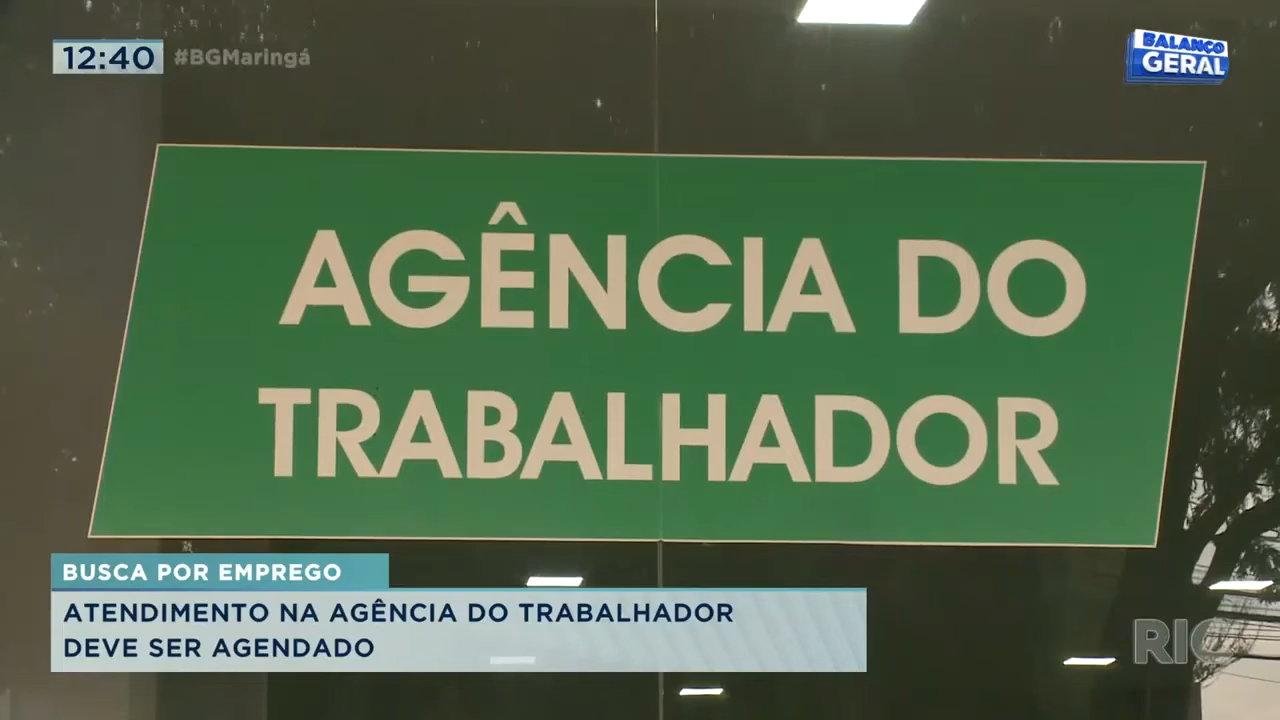 12:40 #BGMaringá
BALANÇO
GERAL
AGÊNCIA DO
TRABALHADOR
BUSCA POR EMPREGO
ATENDIMENTO NA AGÊNCIA DO TRABALHADOR
DEVE SER AGENDADO
RIC